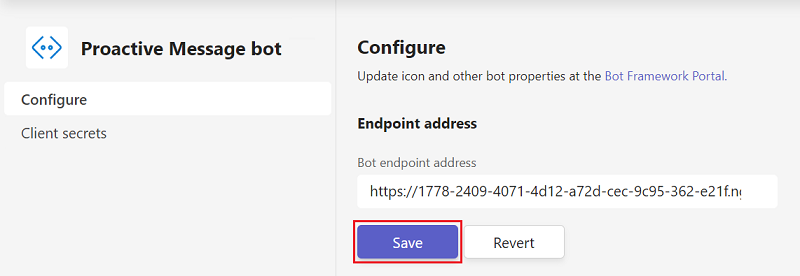 Proactive Message bot
Configure
Client secrets
Configure
Update icon and other bot properties at the Bot Framework Portal.
Endpoint address
Bot endpoint address
https://1778-2409-4071-4d12-a72d-cec-9c95-362-e21f.ng
Save
Revert